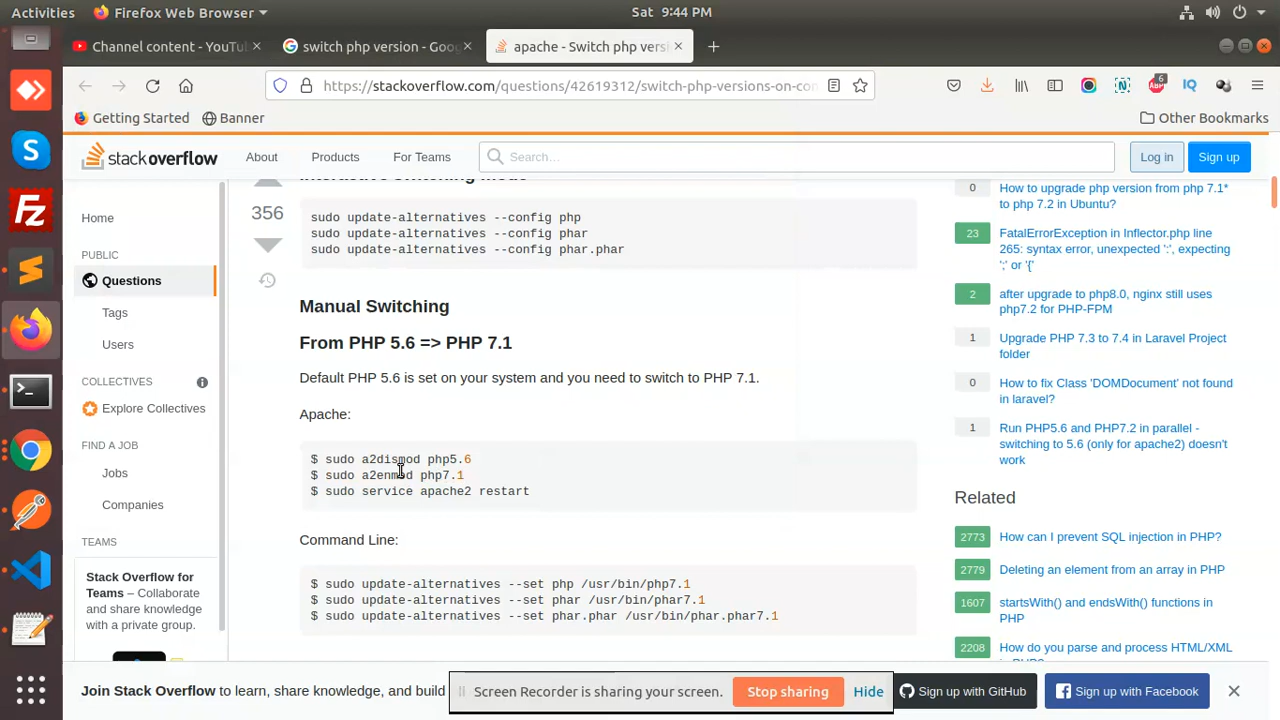 Activities
Firefox Web Browser
Sat 9:44 PM
Channel content - YouTu
switch php version - Goo
apache - Switch php versi
https://stackoverflow.com/questions/42619312/switch-php-versions-on-con
6
ABP
IQ
N
Getting Started
Banner
Other Bookmarks
stackoverflow
About
Products
For Teams
Search...
Log in
Sign up
Home
PUBLIC
Questions
Tags
Users
COLLECTIVES
Explore Collectives
FIND A JOB
Jobs
Companies
TEAMS
Stack Overflow for
Teams – Collaborate
and share knowledge
with a private group.
Interactive Switching Mode
356
sudo update-alternatives --config php
sudo update-alternatives --config phar
sudo update-alternatives --config phar.phar
Manual Switching
From PHP 5.6 => PHP 7.1
Default PHP 5.6 is set on your system and you need to switch to PHP 7.1.
Apache:
$ sudo a2dismod php5.6
$ sudo a2enmod php7.1
$ sudo service apache2 restart
Command Line:
$ sudo update-alternatives --set php /usr/bin/php7.1
$ sudo update-alternatives --set phar /usr/bin/phar7.1
$ sudo update-alternatives --set phar.phar /usr/bin/phar.phar7.1
0
How to upgrade php version from php 7.1*
to php 7.2 in Ubuntu?
23
FatalErrorException in Inflector.php line
265: syntax error, unexpected ':', expecting
';' or '{'
2
after upgrade to php8.0, nginx still uses
php7.2 for PHP-FPM
1
Upgrade PHP 7.3 to 7.4 in Laravel Project
folder
0
How to fix Class 'DOMDocument' not found
in laravel?
1
Run PHP5.6 and PHP7.2 in parallel -
switching to 5.6 (only for apache2) doesn't
work
Related
2773
How can I prevent SQL injection in PHP?
2779
Deleting an element from an array in PHP
1607
startsWith() and endsWith() functions in
PHP
2208
How do you parse and process HTML/XML
in PHP?
Join Stack Overflow to learn, share knowledge, and build
Screen Recorder is sharing your screen.
Stop sharing
Hide
Sign up with GitHub
Sign up with Facebook